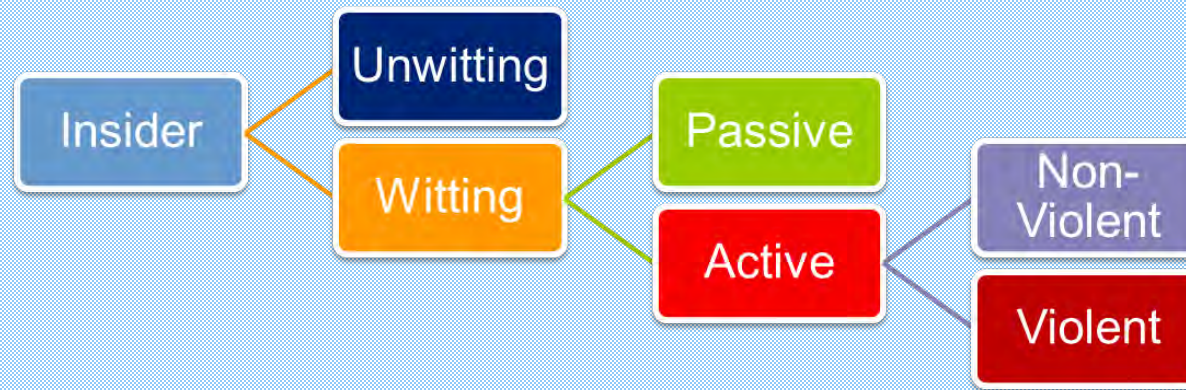 Insider
Unwitting
Witting
Passive
Active
Non-
Violent
Violent